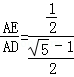 AE/AD = (1/2)/((√5 - 1)/2)